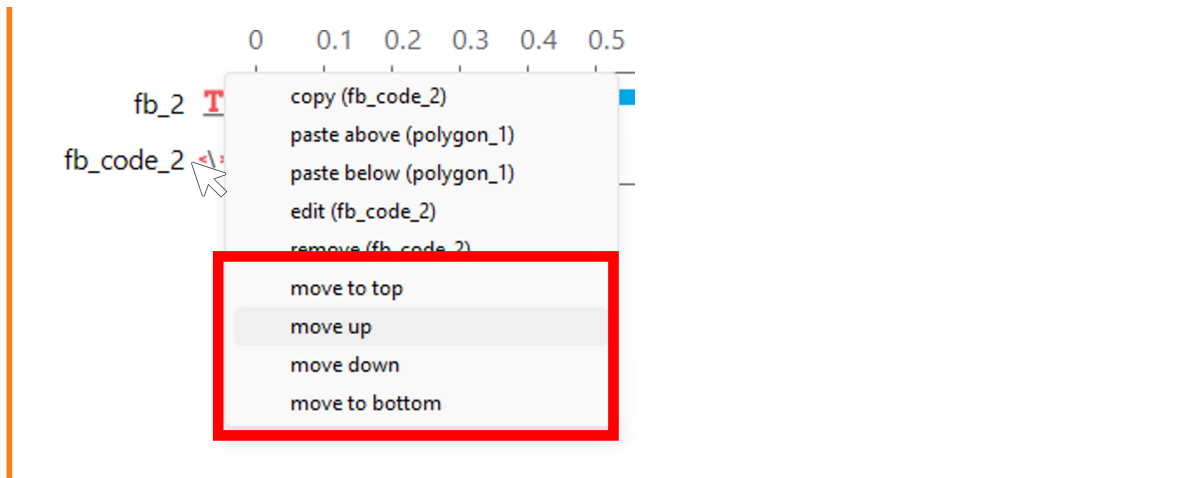 0 0.1 0.2 0.3 0.4 0.5
fb_2 T
fb_code_2
copy (fb_code_2)
paste above (polygon_1)
paste below (polygon_1)
edit (fb_code_2)
remove (fb_code_2)
move to top
move up
move down
move to bottom